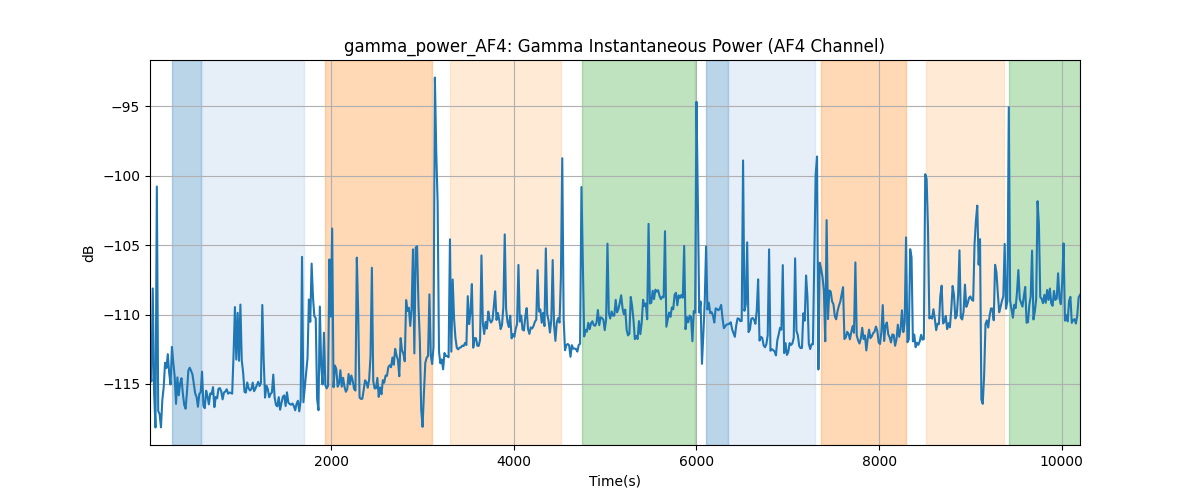 gamma_power_AF4: Gamma Instantaneous Power (AF4 Channel)
−95
−100
−105
−110
−115
dB
2000 4000 6000 8000 10000
Time(s)